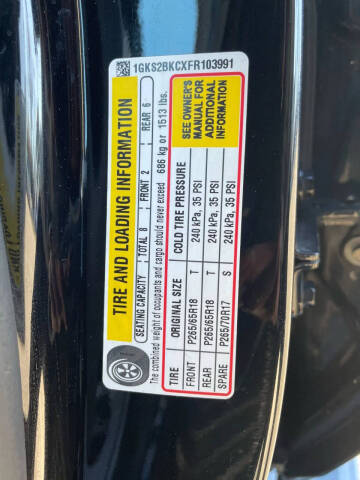 1GKS2BKCXFR103991
TIRE AND LOADING INFORMATION
SEATING CAPACITY TOTAL 8 FRONT 2 REAR 6
The combined weight of occupants and cargo should never exceed 686 kg or 1513 lbs.
TIRE ORIGINAL SIZE COLD TIRE PRESSURE
FRONT P265/65R18 T 240 kPa, 35 PSI
REAR P265/65R18 T 240 kPa, 35 PSI
SPARE P265/70R17 S 240 kPa, 35 PSI
SEE OWNER'S
MANUAL FOR
ADDITIONAL
INFORMATION